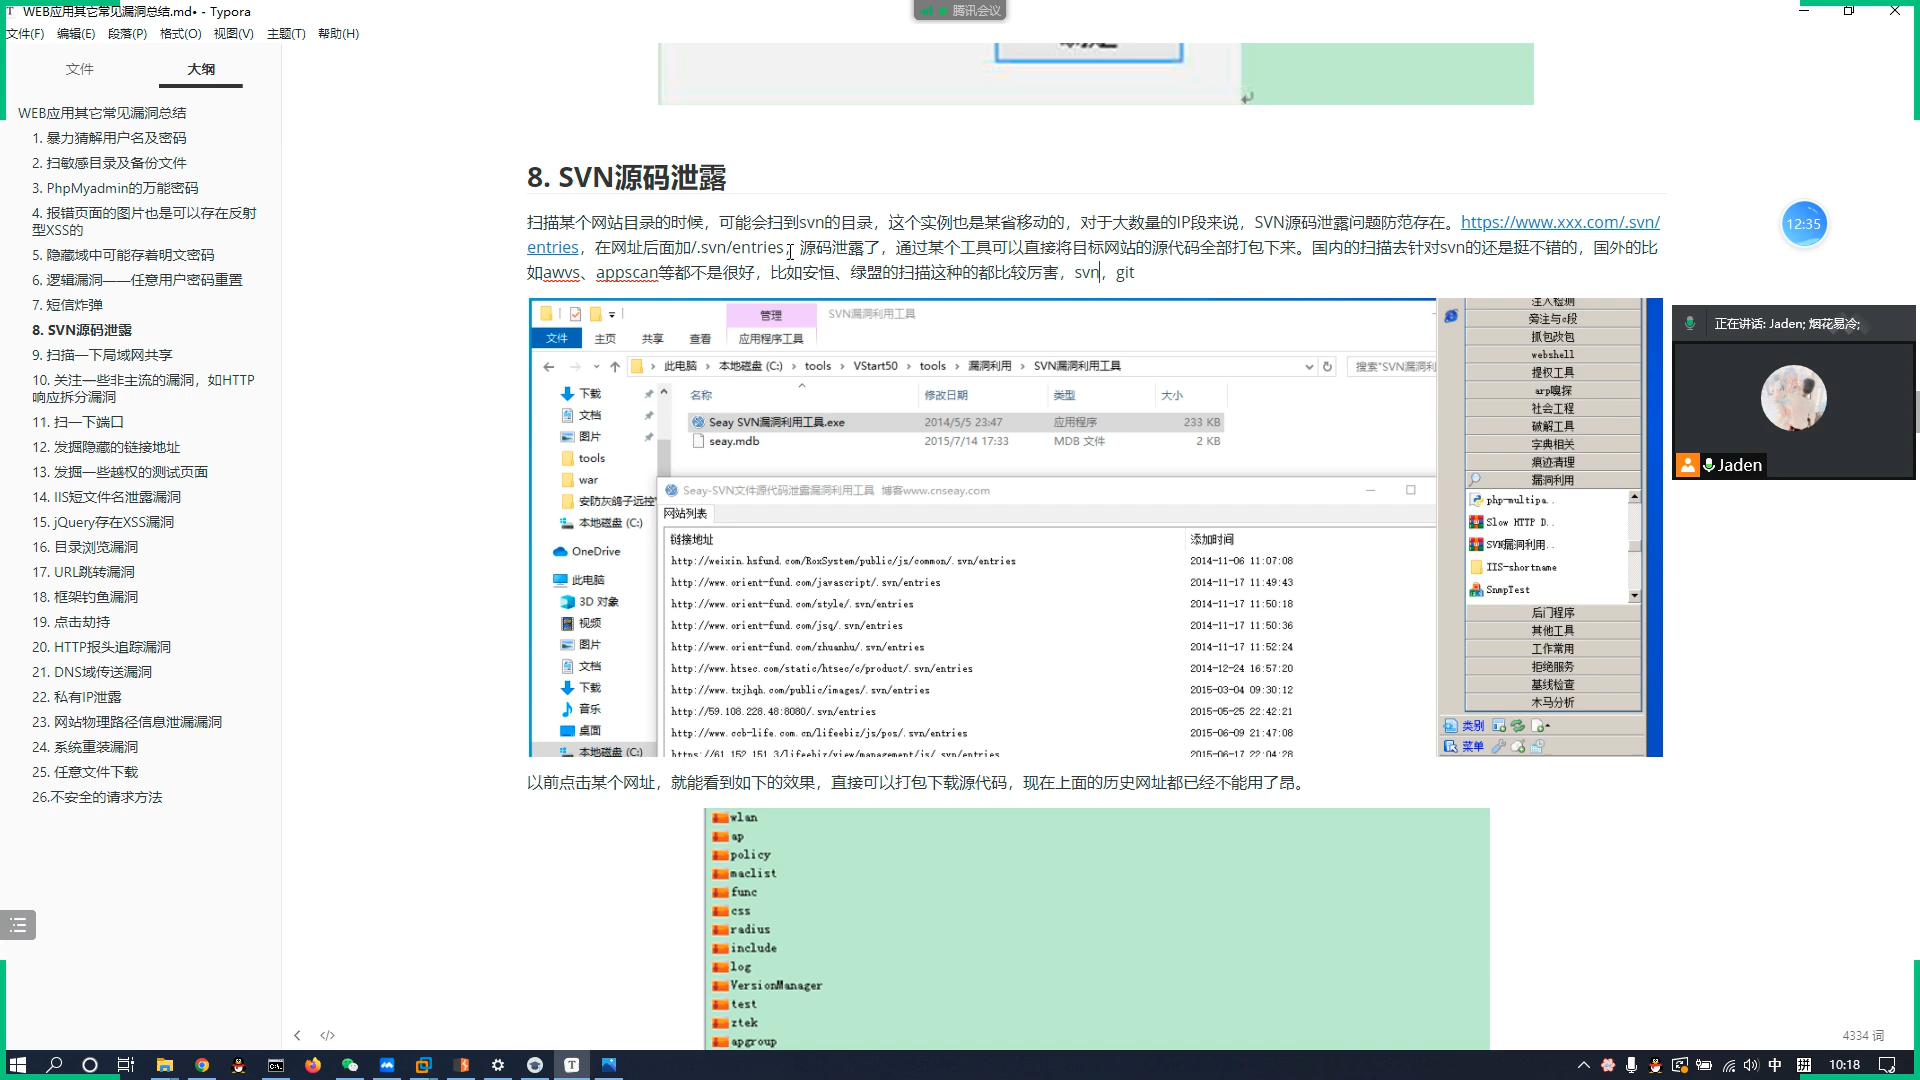 WEB应用其它常见漏洞总结.md• - Typora
腾讯会议
文件(F) 编辑(E) 段落(P) 格式(O) 视图(V) 主题(T) 帮助(H)
文件 大纲
WEB应用其它常见漏洞总结
1. 暴力猜解用户名及密码
2. 扫敏感目录及备份文件
3. PhpMyadmin的万能密码
4. 报错页面的图片也是可以存在反射
型XSS的
5. 隐藏域中可能存着明文密码
6. 逻辑漏洞——任意用户密码重置
7. 短信炸弹
8. SVN源码泄露
9. 扫描一下局域网共享
10. 关注一些非主流的漏洞，如HTTP
响应拆分漏洞
11. 扫一下端口
12. 发掘隐藏的链接地址
13. 发掘一些越权的测试页面
14. IIS短文件名泄露漏洞
15. jQuery存在XSS漏洞
16. 目录浏览漏洞
17. URL跳转漏洞
18. 框架钓鱼漏洞
19. 点击劫持
20. HTTP报头追踪漏洞
21. DNS域传送漏洞
22. 私有IP泄露
23. 网站物理路径信息泄漏漏洞
24. 系统重装漏洞
25. 任意文件下载
26.不安全的请求方法
8. SVN源码泄露
扫描某个网站目录的时候，可能会扫到svn的目录，这个实例也是某省移动的，对于大数量的IP段来说，SVN源码泄露问题防范存在。https://www.xxx.com/.svn/
entries，在网址后面加/.svn/entries，源码泄露了，通过某个工具可以直接将目标网站的源代码全部打包下来。国内的扫描去针对svn的还是挺不错的，国外的比
如awvs、appscan等都不是很好，比如安恒、绿盟的扫描这种的都比较厉害，svn，git
管理 SVN漏洞利用工具
文件 主页 共享 查看 应用程序工具
此电脑 › 本地磁盘 (C:) › tools › VStart50 › tools › 漏洞利用 › SVN漏洞利用工具 搜索"SVN漏洞利
下载
文档
图片
tools
war
安防灰鸽子远控
本地磁盘 (C:)
OneDrive
此电脑
3D 对象
视频
图片
文档
下载
音乐
桌面
本地磁盘 (C:)
名称 修改日期 类型 大小
Seay SVN漏洞利用工具.exe 2014/5/5 23:47 应用程序 233 KB
seay.mdb 2015/7/14 17:33 MDB 文件 2 KB
Seay-SVN文件源代码泄露漏洞利用工具 博客www.cnseay.com
网站列表
链接地址 添加时间
http://weixin.hsfund.com/RoxSystem/public/js/common/.svn/entries 2014-11-06 11:07:08
http://www.orient-fund.com/javascript/.svn/entries 2014-11-17 11:49:43
http://www.orient-fund.com/style/.svn/entries 2014-11-17 11:50:18
http://www.orient-fund.com/jsq/.svn/entries 2014-11-17 11:50:36
http://www.orient-fund.com/zhuanhu/.svn/entries 2014-11-17 11:52:24
http://www.htsec.com/static/htsec/c/product/.svn/entries 2014-12-24 16:57:20
http://www.txjhqh.com/public/images/.svn/entries 2015-03-04 09:30:12
http://59.108.228.48:8080/.svn/entries 2015-05-25 22:42:21
http://www.ccb-life.com.cn/lifeebiz/js/pos/.svn/entries 2015-06-09 21:47:08
https://61.152.151.3/lifeebiz/view/management/js/.svn/entries 2015-06-17 22:04:28
注入检测
旁注与c段
抓包改包
webshell
提权工具
arp嗅探
社会工程
破解工具
字典相关
痕迹清理
漏洞利用
php-multipa..
Slow HTTP D..
SVN漏洞利用..
IIS-shortname
SnmpTest
后门程序
其他工具
工作常用
拒绝服务
基线检查
木马分析
类别
菜单
以前点击某个网址，就能看到如下的效果，直接可以打包下载源代码，现在上面的历史网址都已经不能用了昂。
wlan
ap
policy
maclist
func
css
radius
include
log
VersionManager
test
ztek
apgroup
12:35
正在讲话: Jaden; 烟花易冷;
Jaden
4334 词
中 拼 10:18